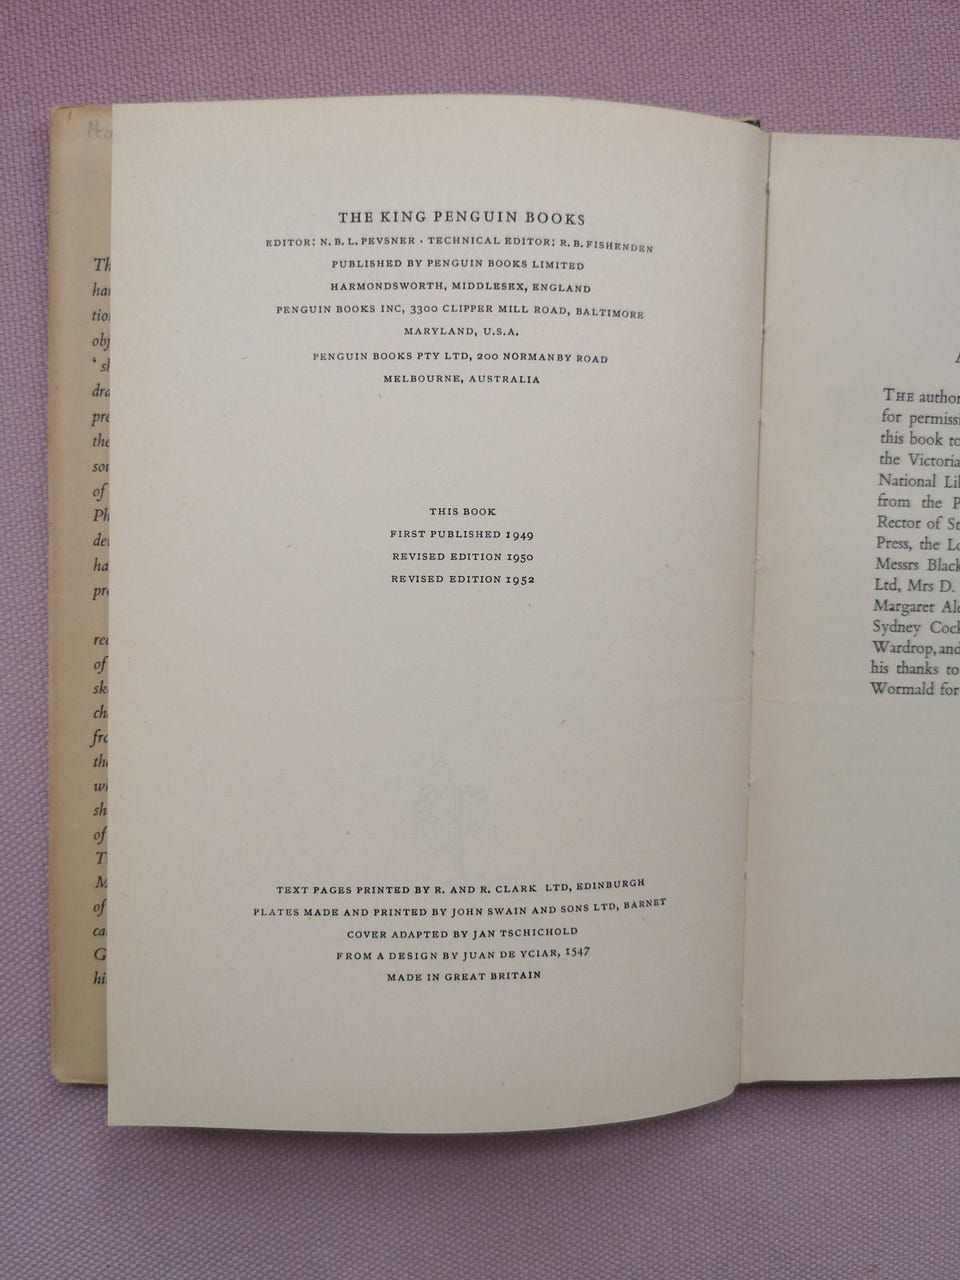 THE KING PENGUIN BOOKS
EDITOR: N. B. L. PEVSNER · TECHNICAL EDITOR: R. B. FISHENDEN
PUBLISHED BY PENGUIN BOOKS LIMITED
HARMONDSWORTH, MIDDLESEX, ENGLAND
PENGUIN BOOKS INC, 3300 CLIPPER MILL ROAD, BALTIMORE
MARYLAND, U.S.A.
PENGUIN BOOKS PTY LTD, 200 NORMANBY ROAD
MELBOURNE, AUSTRALIA
THIS BOOK
FIRST PUBLISHED 1949
REVISED EDITION 1950
REVISED EDITION 1952
TEXT PAGES PRINTED BY R. AND R. CLARK LTD, EDINBURGH
PLATES MADE AND PRINTED BY JOHN SWAIN AND SONS LTD, BARNET
COVER ADAPTED BY JAN TSCHICHOLD
FROM A DESIGN BY JUAN DE YCIAR, 1547
MADE IN GREAT BRITAIN
THE author
for permissi
this book to
the Victoria
National Lib
from the P
Rector of St
Press, the Lo
Messrs Black
Ltd, Mrs D.
Margaret Ale
Sydney Cock
Wardrop, and
his thanks to
Wormald for